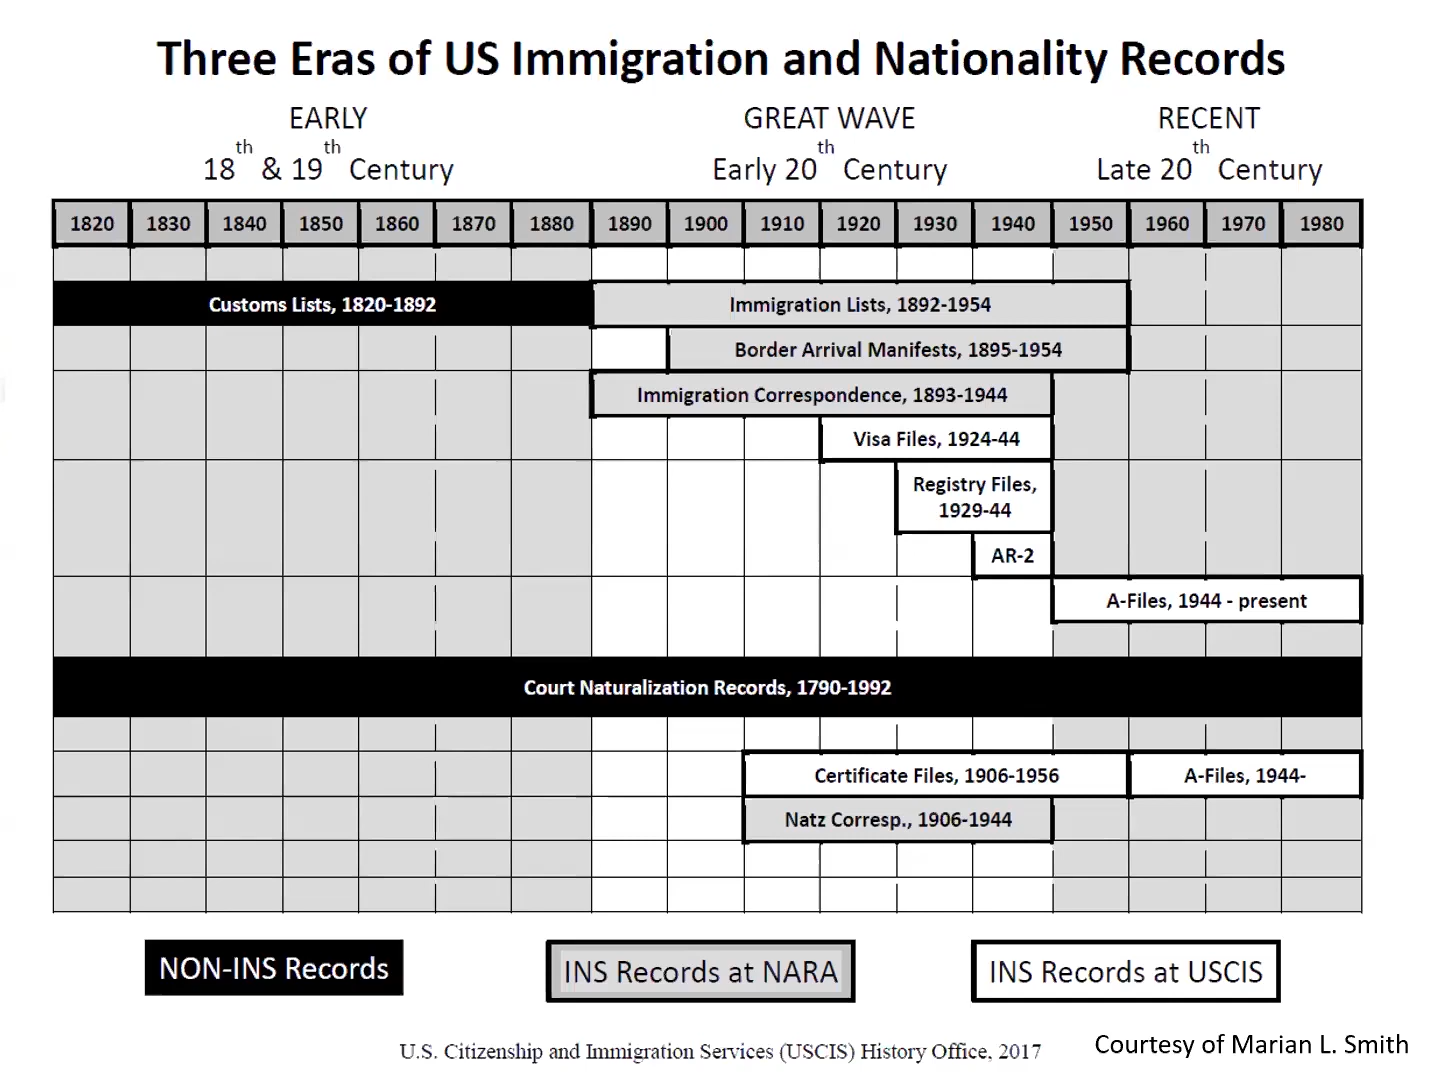 Three Eras of US Immigration and Nationality Records
EARLY
18th & 19th Century
GREAT WAVE
Early 20th Century
RECENT
Late 20th Century
1820 1830 1840 1850 1860 1870 1880 1890 1900 1910 1920 1930 1940 1950 1960 1970 1980
Customs Lists, 1820-1892
Immigration Lists, 1892-1954
Border Arrival Manifests, 1895-1954
Immigration Correspondence, 1893-1944
Visa Files, 1924-44
Registry Files,
1929-44
AR-2
A-Files, 1944 - present
Court Naturalization Records, 1790-1992
Certificate Files, 1906-1956
A-Files, 1944-
Natz Corresp., 1906-1944
NON-INS Records
INS Records at NARA
INS Records at USCIS
U.S. Citizenship and Immigration Services (USCIS) History Office, 2017
Courtesy of Marian L. Smith